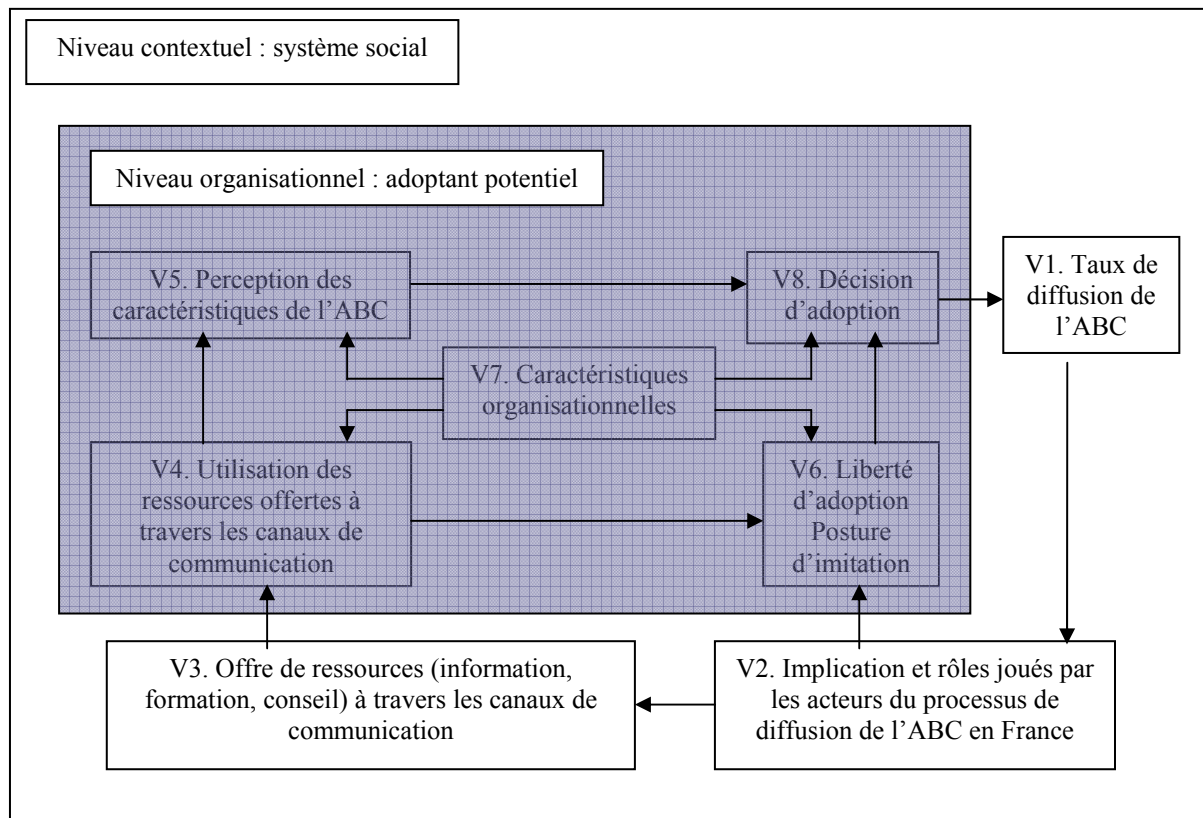 Niveau contextuel : système social
Niveau organisationnel : adoptant potentiel
V5. Perception des
caractéristiques de l’ABC
V8. Décision
d’adoption
V1. Taux de
diffusion de
l’ABC
V7. Caractéristiques
organisationnelles
V4. Utilisation des
ressources offertes à
travers les canaux de
communication
V6. Liberté
d’adoption
Posture
d’imitation
V3. Offre de ressources (information,
formation, conseil) à travers les canaux de
communication
V2. Implication et rôles joués par
les acteurs du processus de
diffusion de l’ABC en France